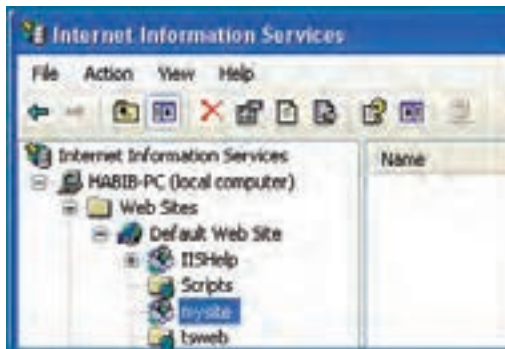 Internet Information Services
File Action View Help
Internet Information Services
Name
HABIB-PC (local computer)
Web Sites
Default Web Site
IISHelp
Scripts
mysite
tsweb